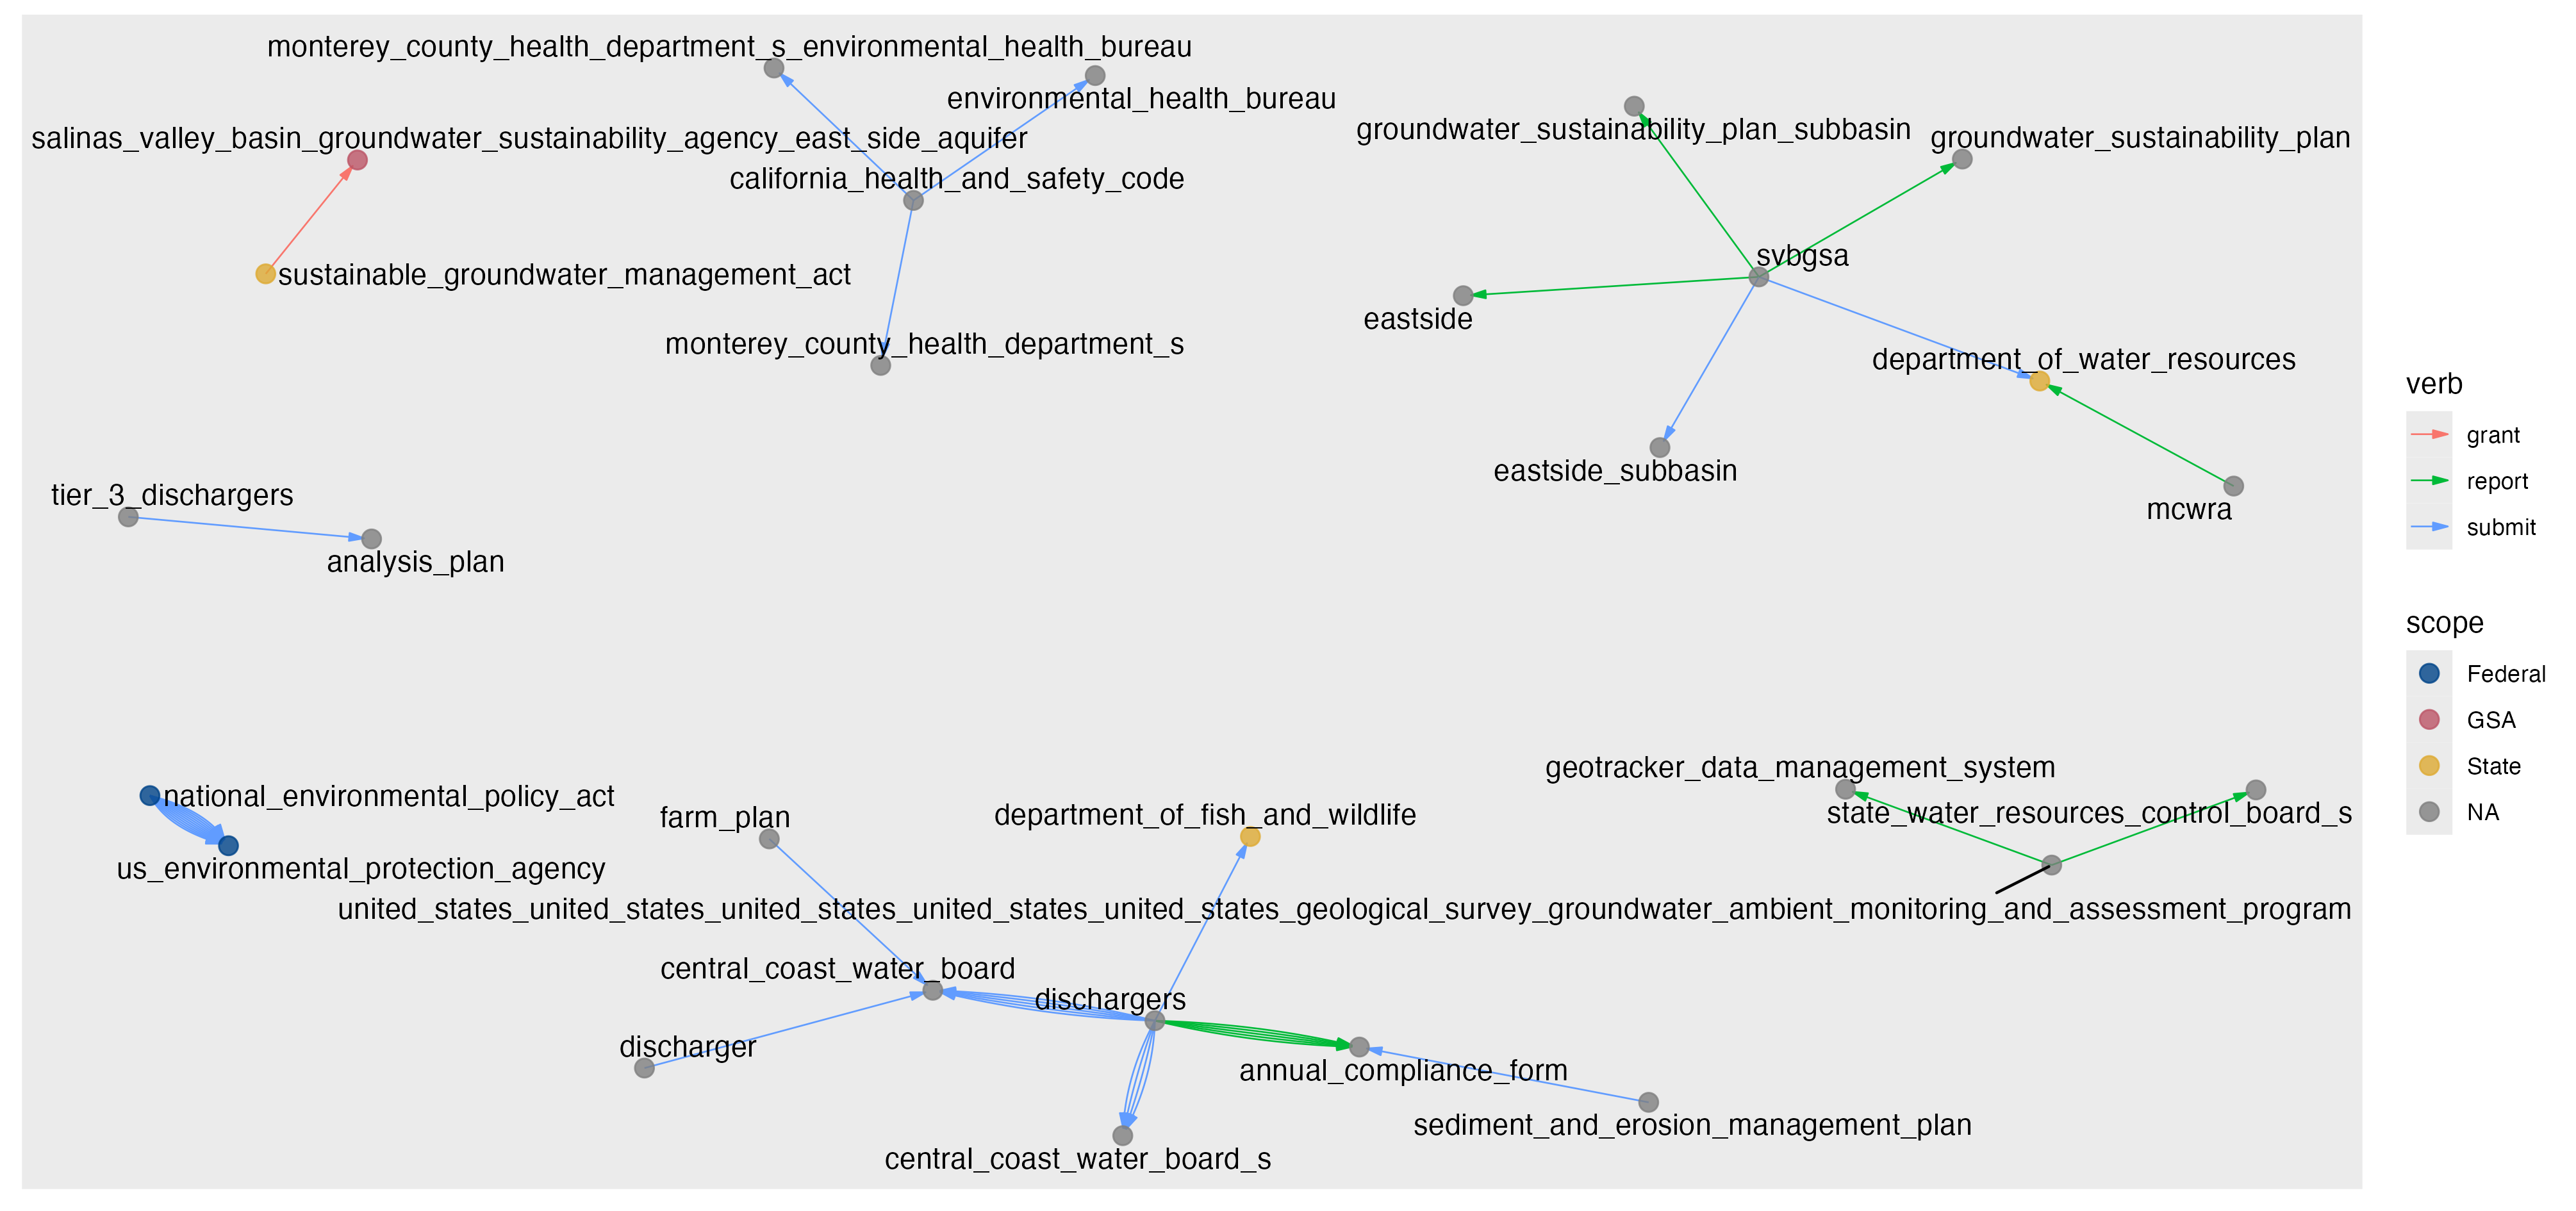 monterey_county_health_department_s_environmental_health_bureau
environmental_health_bureau
salinas_valley_basin_groundwater_sustainability_agency_east_side_aquifer
california_health_and_safety_code
sustainable_groundwater_management_act
monterey_county_health_department_s
groundwater_sustainability_plan_subbasin
groundwater_sustainability_plan
svbgsa
eastside
department_of_water_resources
eastside_subbasin
mcwra
tier_3_dischargers
analysis_plan
national_environmental_policy_act
us_environmental_protection_agency
farm_plan
department_of_fish_and_wildlife
geotracker_data_management_system
state_water_resources_control_board_s
united_states_united_states_united_states_united_states_united_states_geological_survey_groundwater_ambient_monitoring_and_assessment_program
central_coast_water_board
dischargers
discharger
annual_compliance_form
sediment_and_erosion_management_plan
central_coast_water_board_s
verb
grant
report
submit
scope
Federal
GSA
State
NA